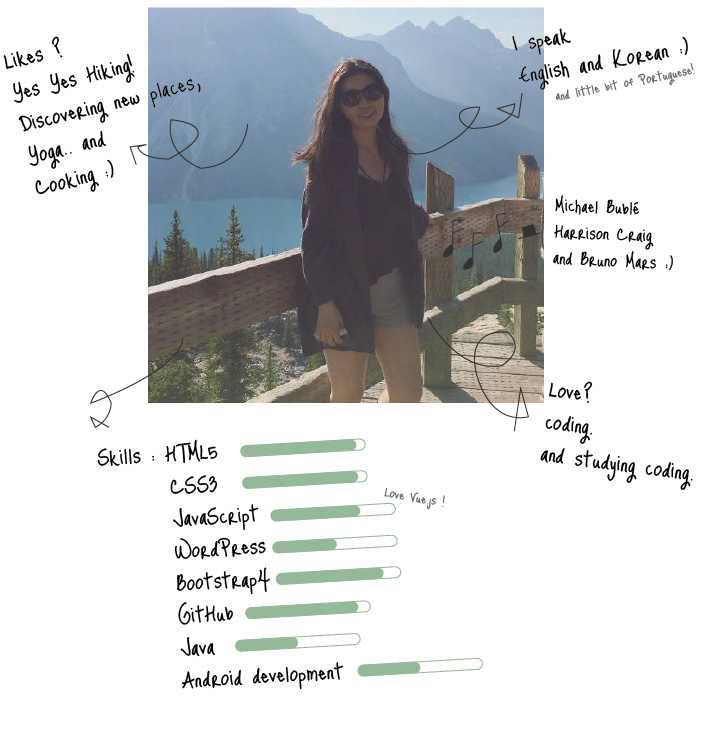 Likes ?
Yes Yes Hiking!
Discovering new places,
Yoga.. and
Cooking :)
I speak
English and Korean :)
and little bit of Portuguese!
Michael Bublé
Harrison Craig
and Bruno Mars :)
Love?
coding.
and studying coding.
Skills : HTML5
CSS3
JavaScript
Love Vue.js !
WordPress
Bootstrap4
GitHub
Java
Android development